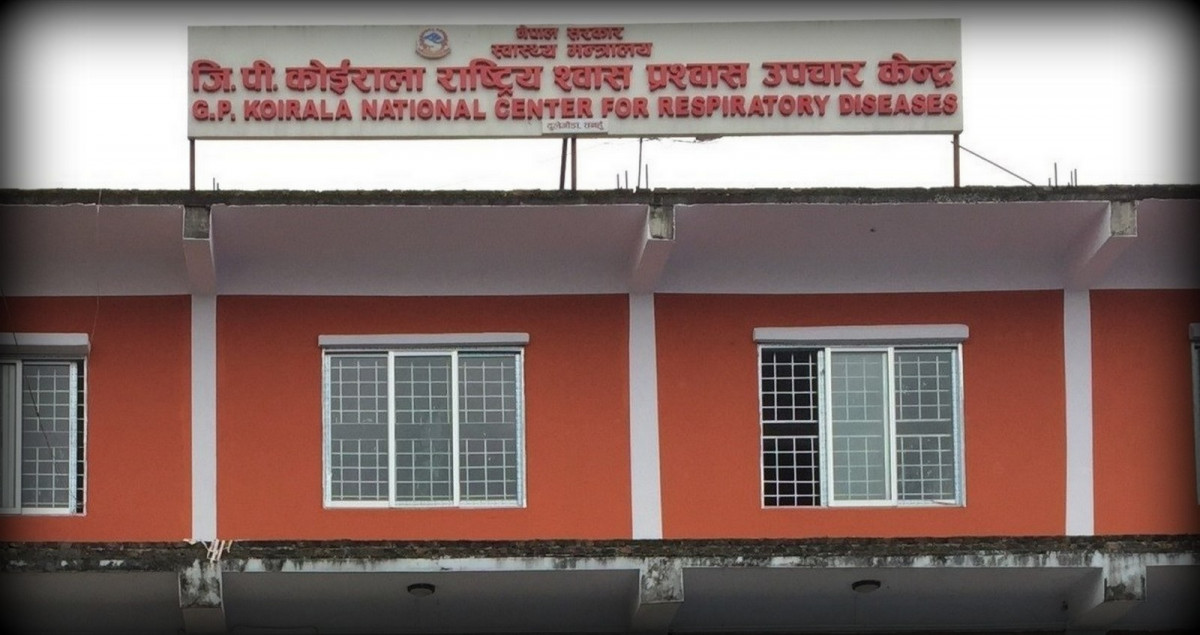 नेपाल सरकार
स्वास्थ्य मन्त्रालय
जि.पी. कोईराला राष्ट्रिय श्वास प्रश्वास उपचार केन्द्र
G.P. KOIRALA NATIONAL CENTER FOR RESPIRATORY DISEASES